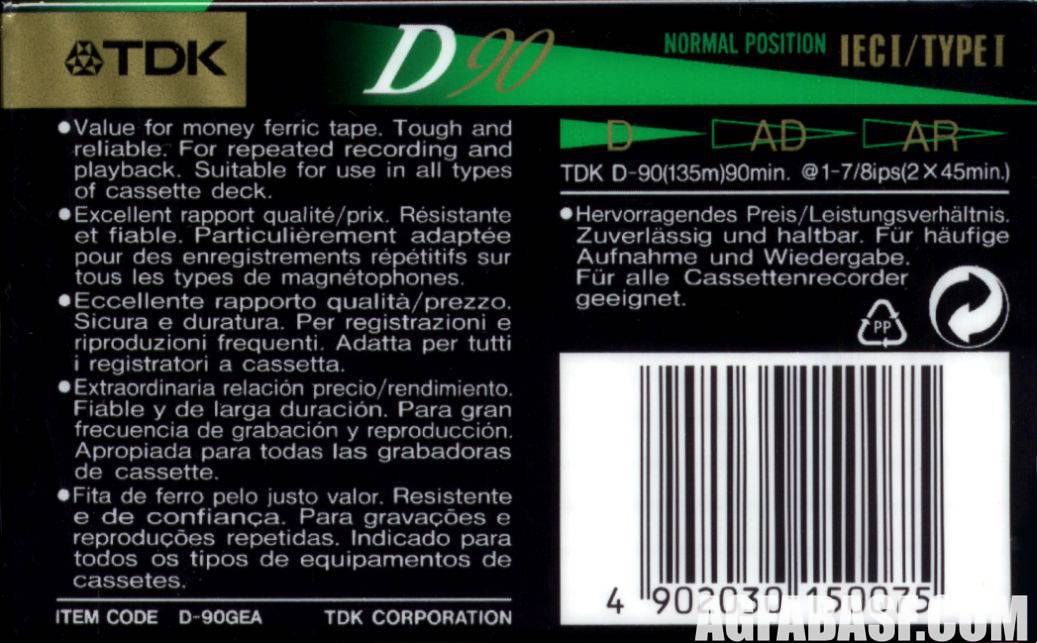 TDK
D90
NORMAL POSITION IECI/TYPE I
●Value for money ferric tape. Tough and
reliable. For repeated recording and
playback. Suitable for use in all types
of cassette deck.
●Excellent rapport qualité/prix. Résistante
et fiable. Particulièrement adaptée
pour des enregistrements répétitifs sur
tous les types de magnétophones.
●Eccellente rapporto qualità/prezzo.
Sicura e duratura. Per registrazioni e
riproduzioni frequenti. Adatta per tutti
i registratori a cassetta.
●Extraordinaria relación precio/rendimiento.
Fiable y de larga duración. Para gran
frecuencia de grabación y reproducción.
Apropiada para todas las grabadoras
de cassette.
●Fita de ferro pelo justo valor. Resistente
e de confiança. Para gravações e
reproduções repetidas. Indicado para
todos os tipos de equipamentos de
cassetes.
ITEM CODE D-90GEA TDK CORPORATION
D AD AR
TDK D-90(135m)90min. @1-7/8ips(2×45min.)
●Hervorragendes Preis/Leistungsverhältnis.
Zuverlässig und haltbar. Für häufige
Aufnahme und Wiedergabe.
Für alle Cassettenrecorder
geeignet.
PP
4 902030 150075
AGFABASF.COM